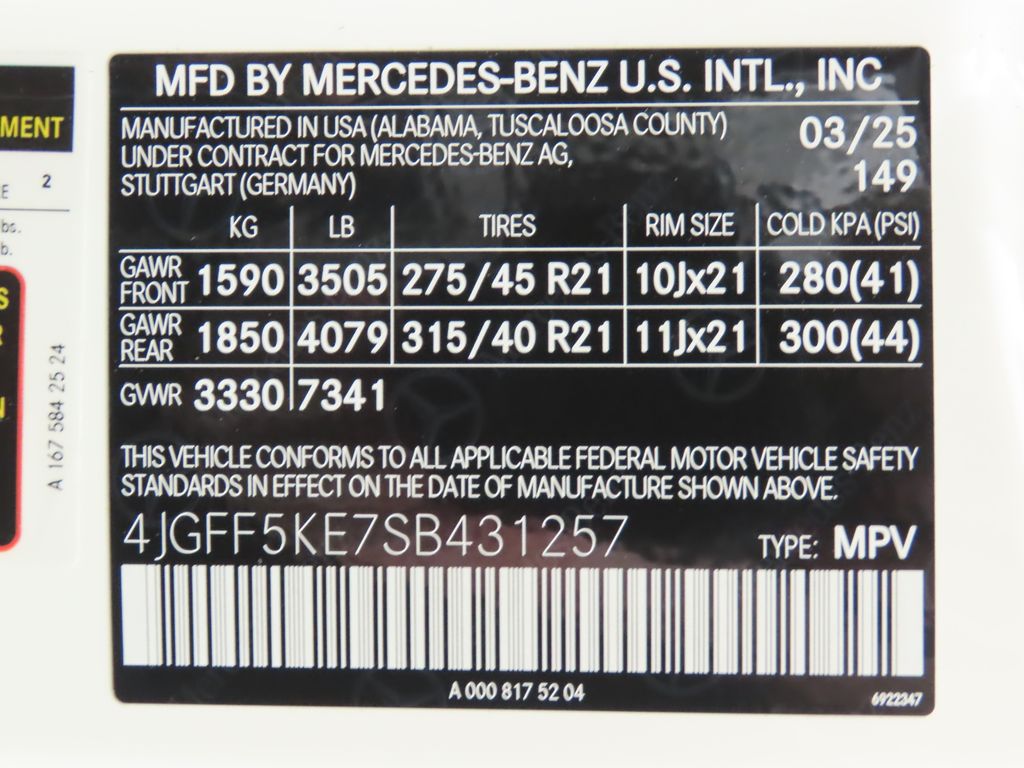 MFD BY MERCEDES-BENZ U.S. INTL., INC
MANUFACTURED IN USA (ALABAMA, TUSCALOOSA COUNTY) 03/25
UNDER CONTRACT FOR MERCEDES-BENZ AG,
STUTTGART (GERMANY) 149
KG LB TIRES RIM SIZE COLD KPA (PSI)
GAWR FRONT 1590 3505 275/45 R21 10Jx21 280(41)
GAWR REAR 1850 4079 315/40 R21 11Jx21 300(44)
GVWR 3330 7341
THIS VEHICLE CONFORMS TO ALL APPLICABLE FEDERAL MOTOR VEHICLE SAFETY
STANDARDS IN EFFECT ON THE DATE OF MANUFACTURE SHOWN ABOVE.
4JGFF5KE7SB431257 TYPE: MPV
A 000 817 52 04 6922347
MENT
E 2
bs.
b.
S
R
N
A 167 584 25 24